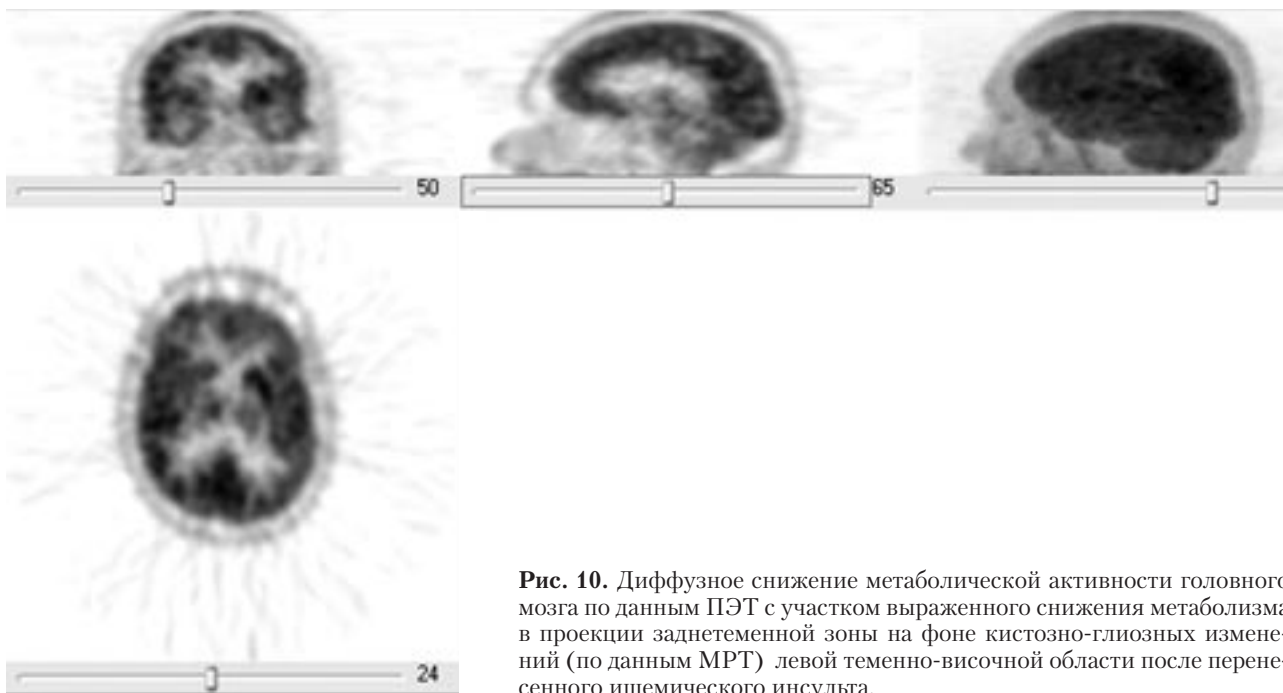 50
65
24
Рис. 10. Диффузное снижение метаболической активности головного
мозга по данным ПЭТ с участком выраженного снижения метаболизма
в проекции заднетеменной зоны на фоне кистозно-глиозных измене-
ний (по данным МРТ) левой теменно-височной области после перене-
сенного ишемического инсульта